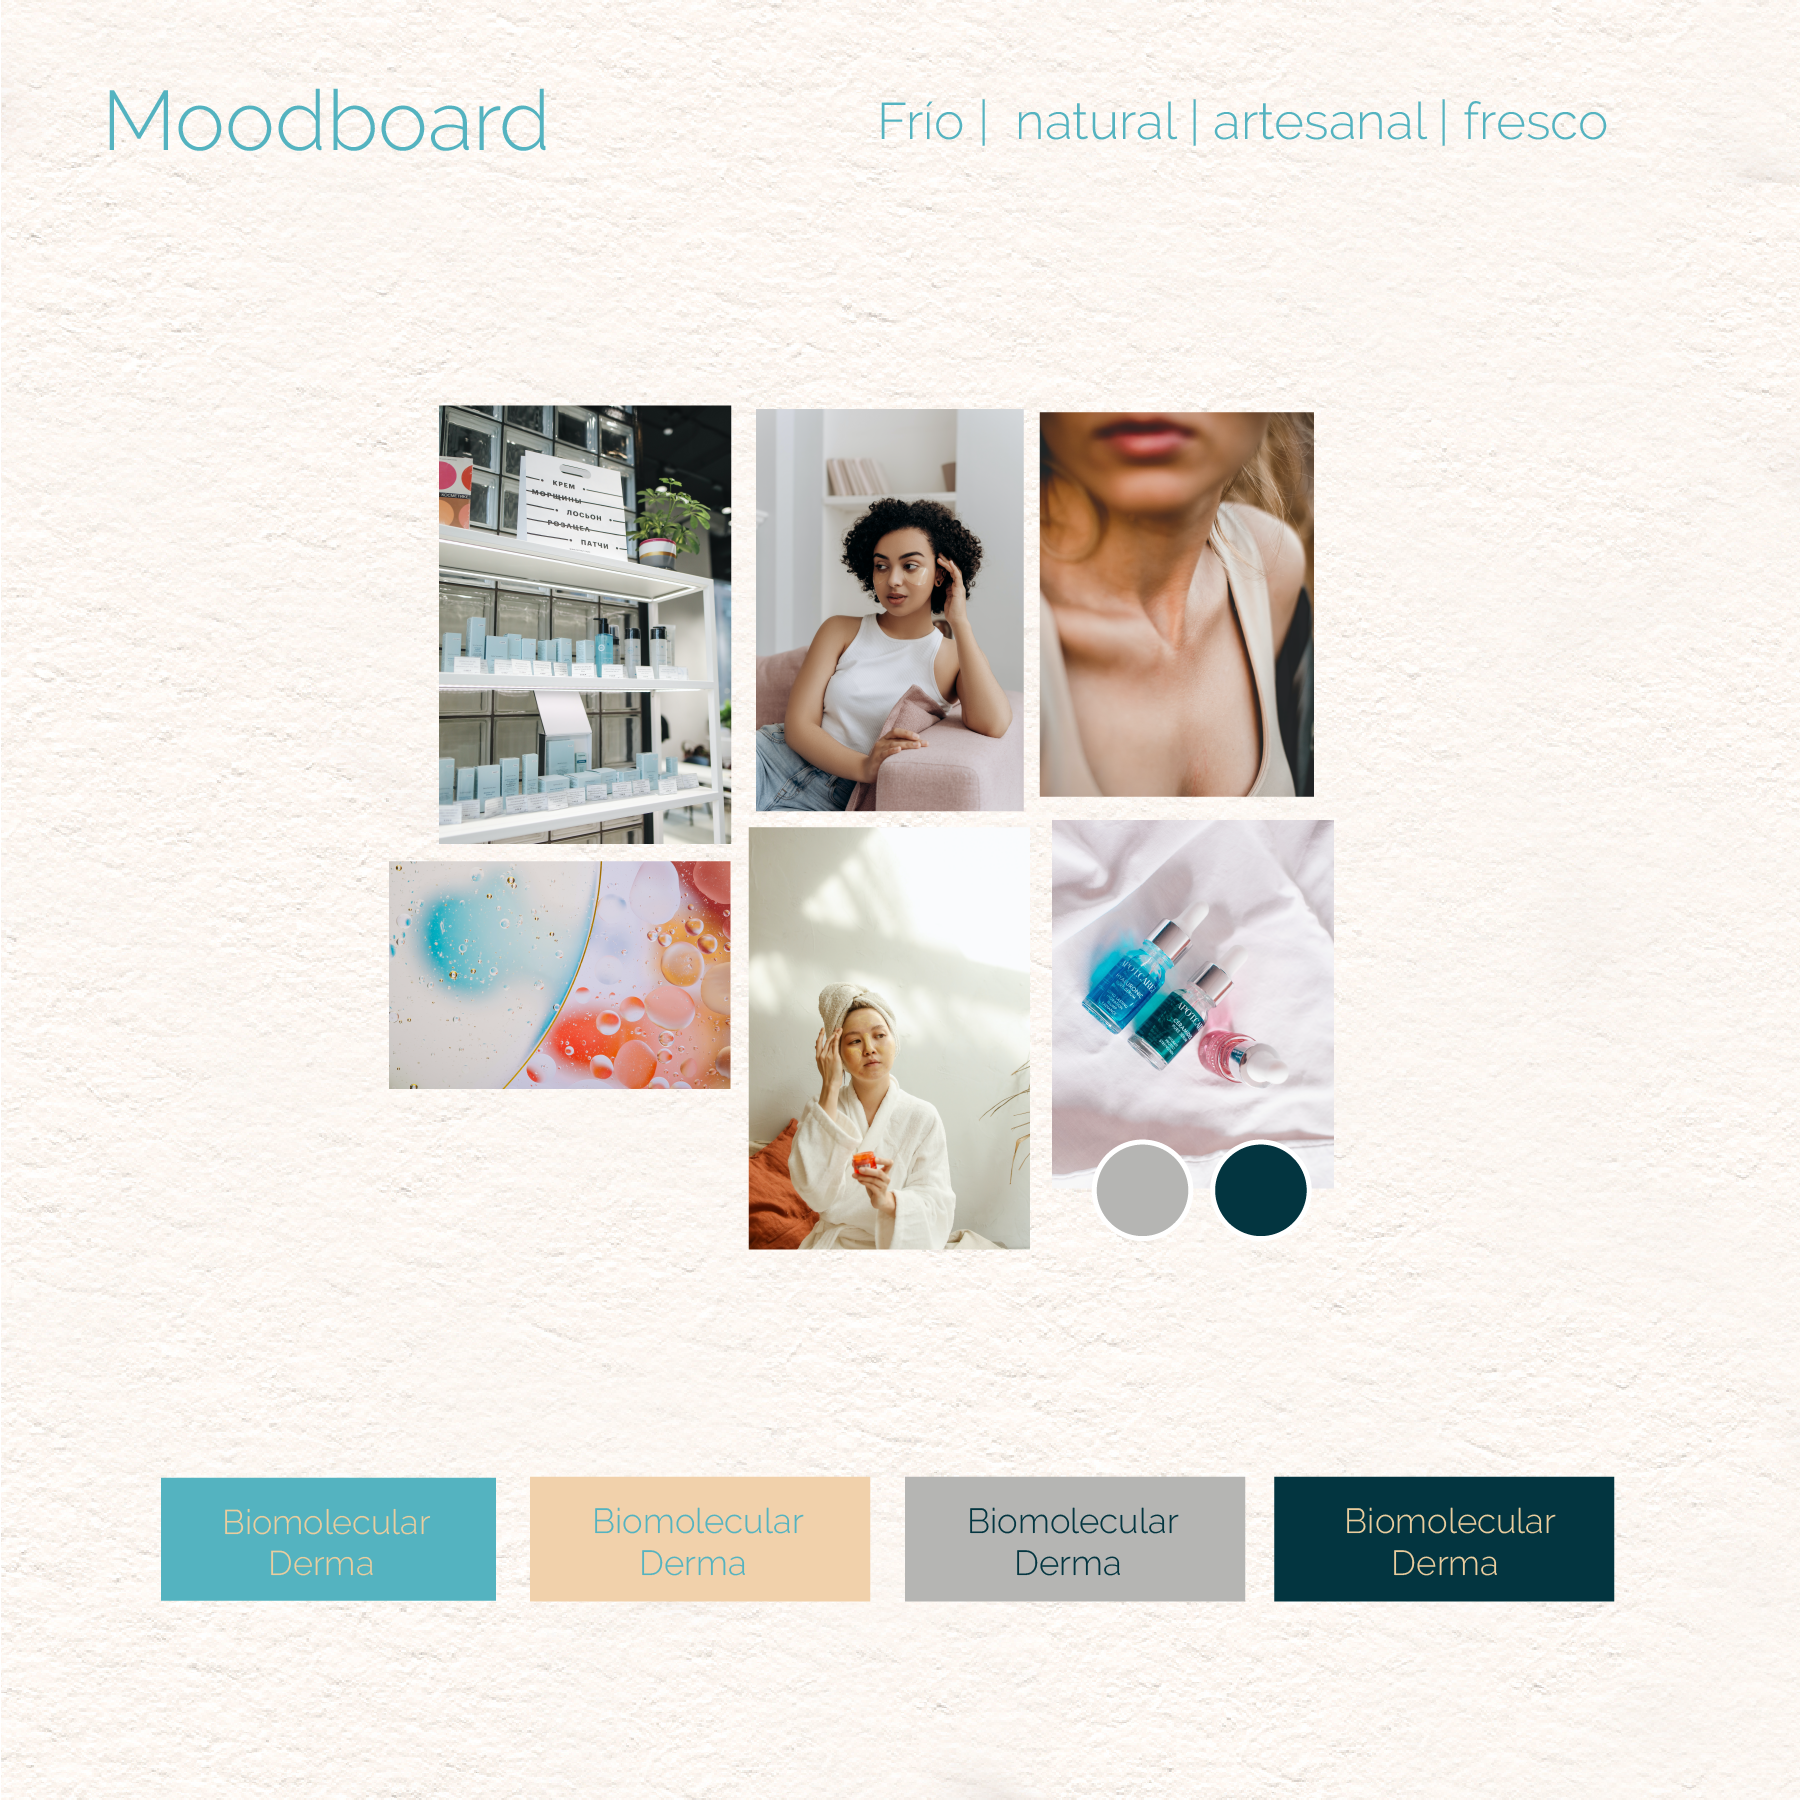 Moodboard
Frío | natural | artesanal | fresco
КРЕМ
МОРЩИНЫ
ЛОСЬОН
РОЗАЦЕА
ПАТЧИ
Biomolecular
Derma
Biomolecular
Derma
Biomolecular
Derma
Biomolecular
Derma